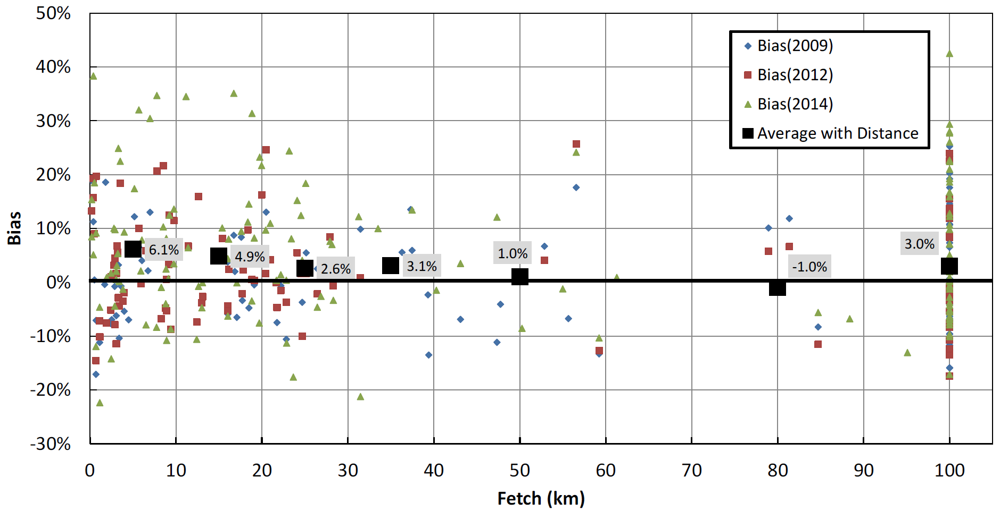 50%
40%
30%
20%
10%
0%
-10%
-20%
-30%
Bias
Bias(2009)
Bias(2012)
Bias(2014)
Average with Distance
6.1%
4.9%
2.6%
3.1%
1.0%
-1.0%
3.0%
0 10 20 30 40 50 60 70 80 90 100
Fetch (km)